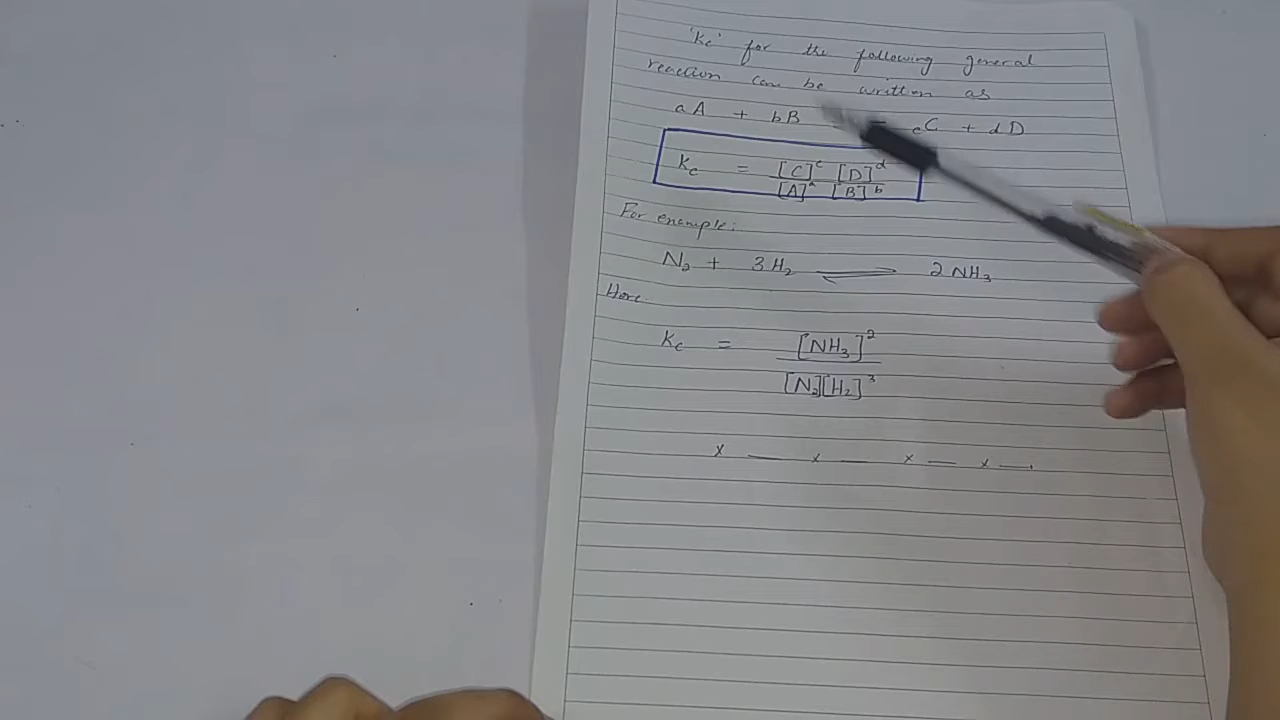 'Kc' for the following general
reaction can be written as
aA + bB ⇌ cC + dD
Kc = [C]^c [D]^d / [A]^a [B]^b
For example:
N2 + 3H2 ⇌ 2NH3
Here
Kc = [NH3]^2 / [N2][H2]^3
x — x — x — x —.